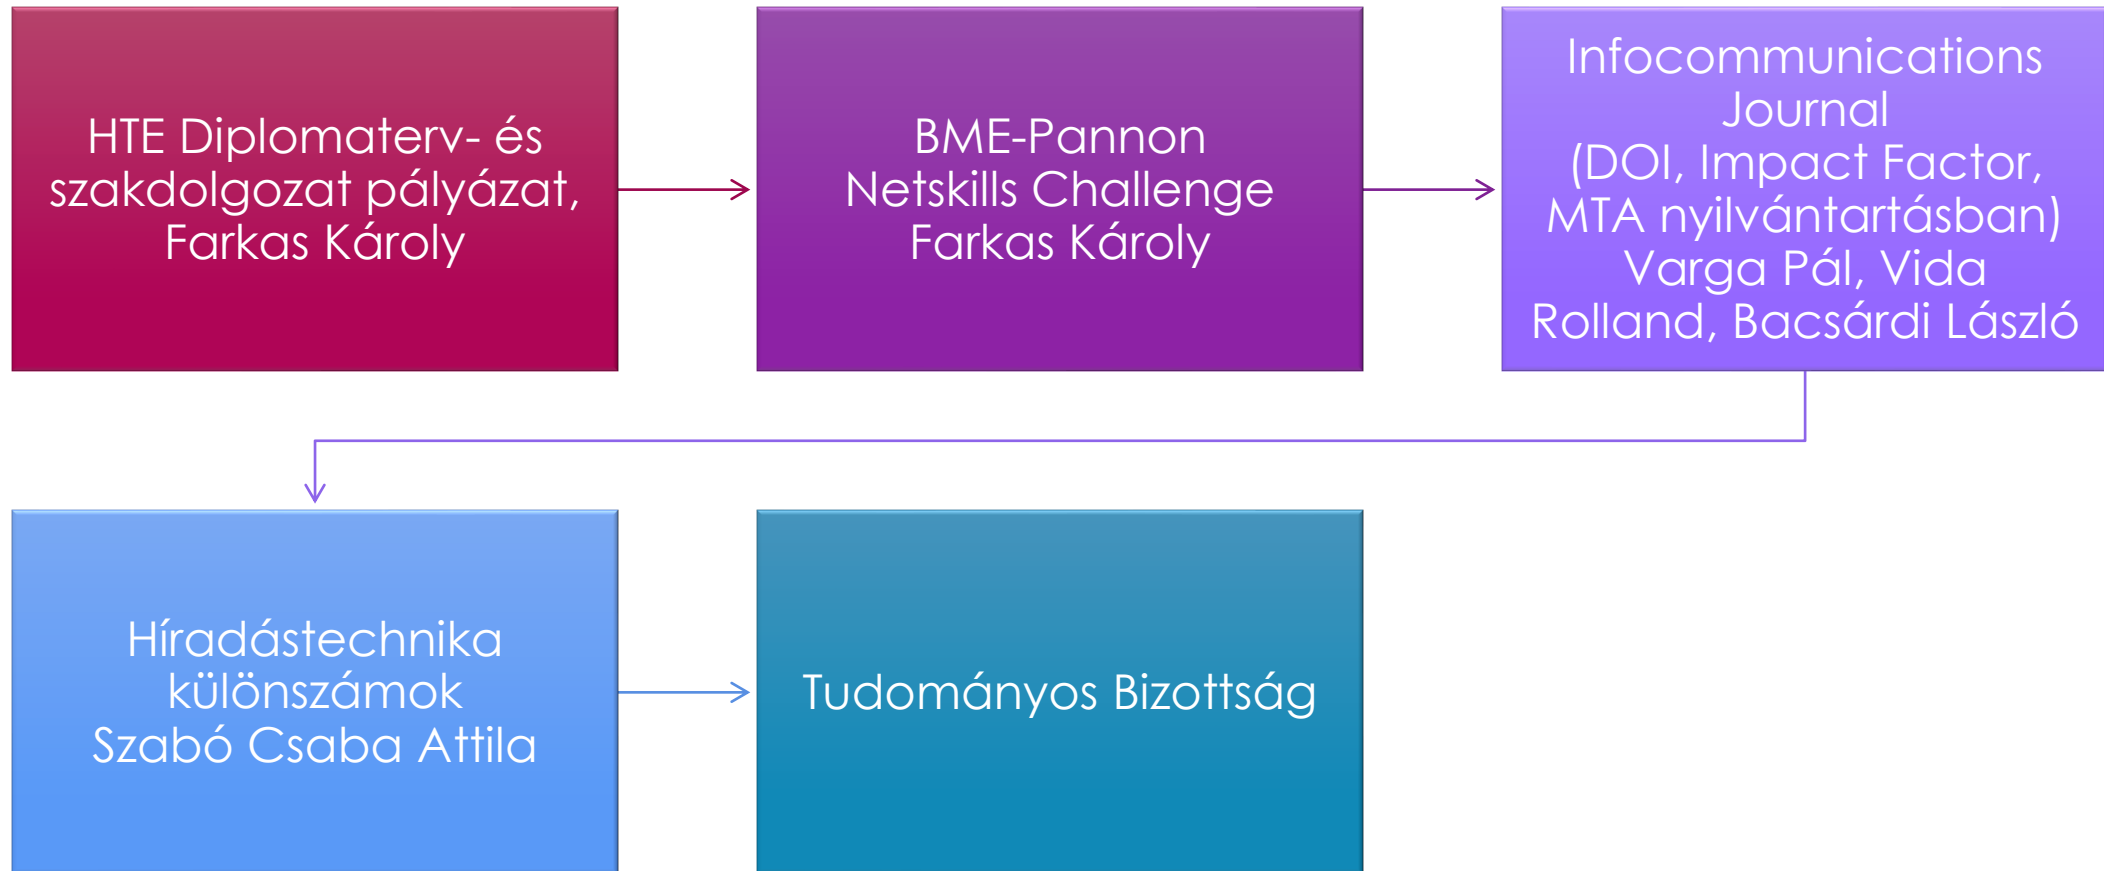 HTE Diplomaterv- és
szakdolgozat pályázat,
Farkas Károly
BME-Pannon
Netskills Challenge
Farkas Károly
Infocommunications
Journal
(DOI, Impact Factor,
MTA nyilvántartásban)
Varga Pál, Vida
Rolland, Bacsárdi László
Híradástechnika
különszámok
Szabó Csaba Attila
Tudományos Bizottság